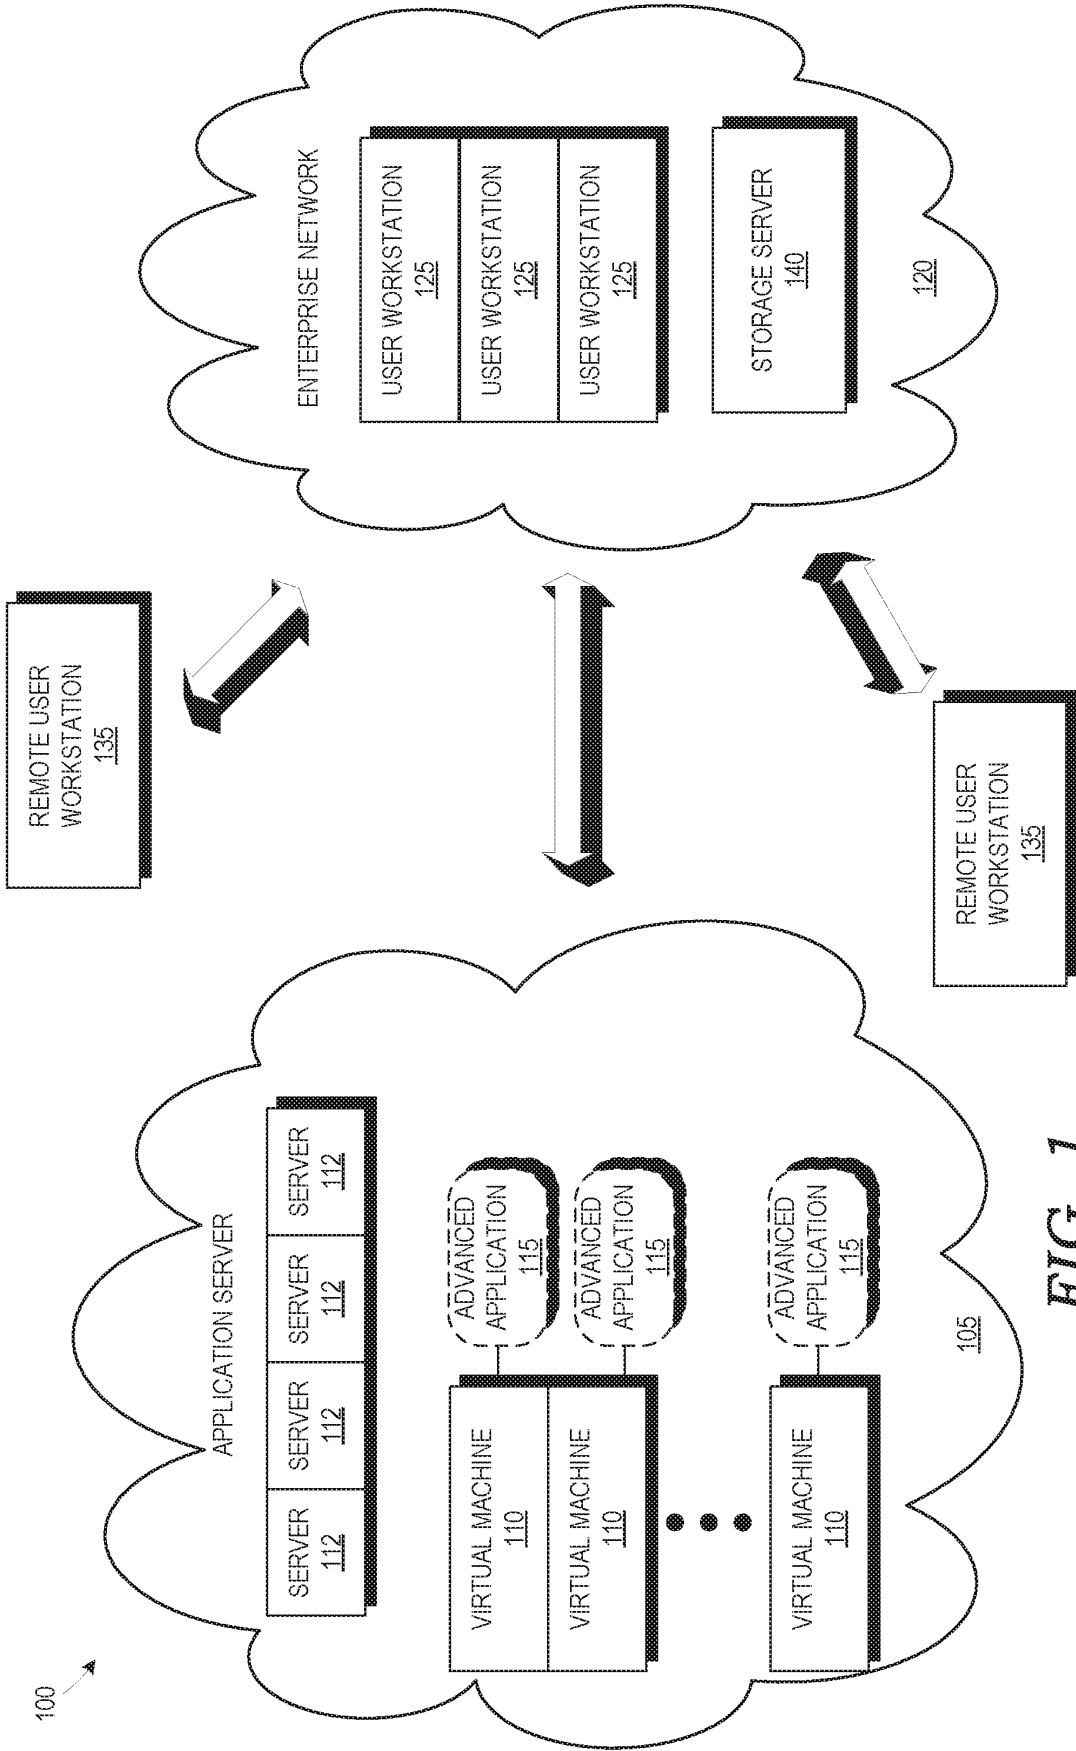 100
APPLICATION SERVER
SERVER
112
SERVER
112
SERVER
112
SERVER
112
VIRTUAL MACHINE
110
VIRTUAL MACHINE
110
VIRTUAL MACHINE
110
ADVANCED
APPLICATION
115
ADVANCED
APPLICATION
115
ADVANCED
APPLICATION
115
105
REMOTE USER
WORKSTATION
135
REMOTE USER
WORKSTATION
135
ENTERPRISE NETWORK
USER WORKSTATION
125
USER WORKSTATION
125
USER WORKSTATION
125
STORAGE SERVER
140
120
FIG. 1